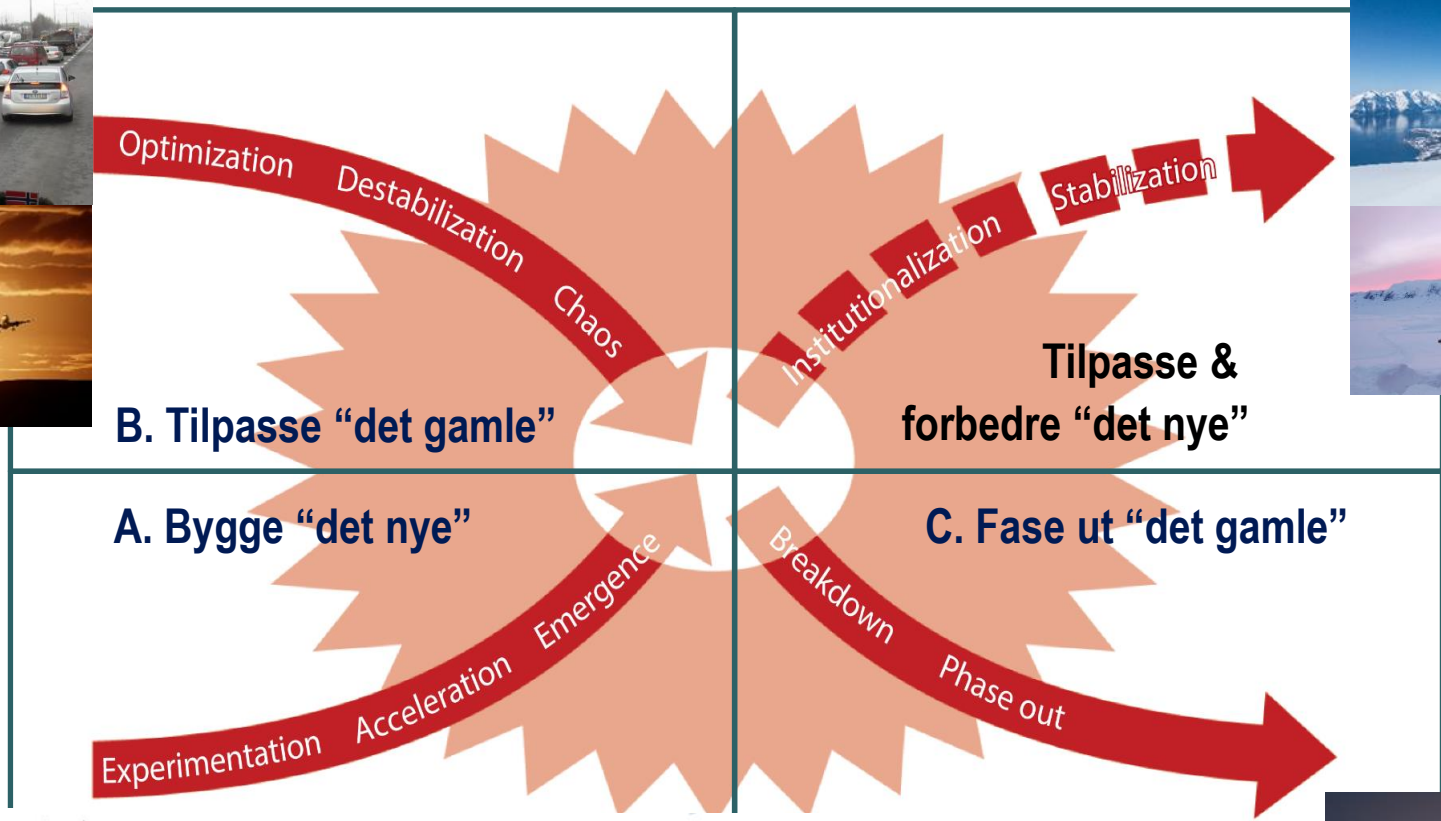 Optimization Destabilization Chaos
Institutionalization Stabilization
B. Tilpasse “det gamle”
Tilpasse &
forbedre “det nye”
A. Bygge “det nye”
C. Fase ut “det gamle”
Experimentation Acceleration Emergence
Breakdown Phase out